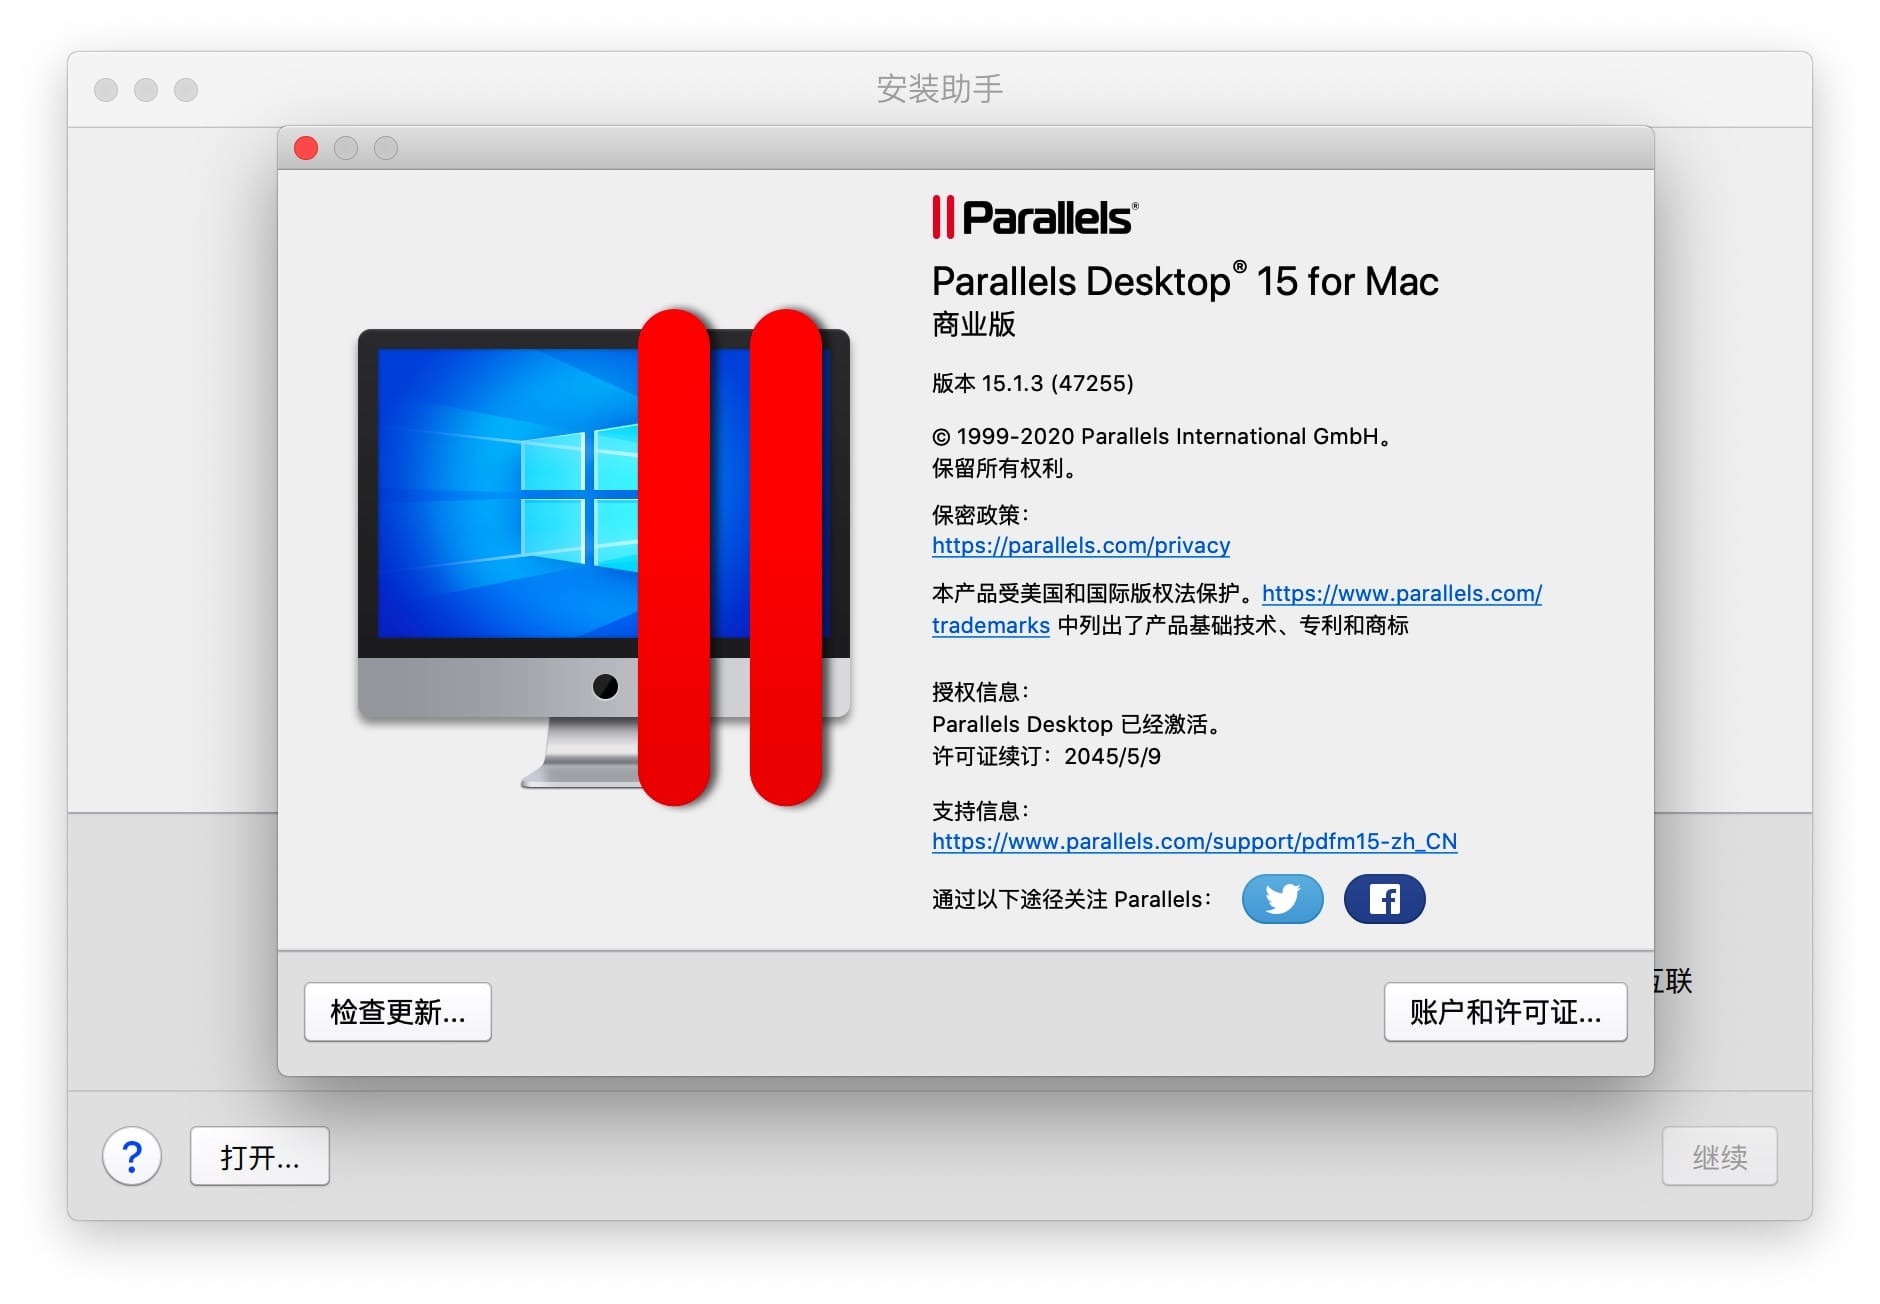 安装助手
Parallels®
Parallels Desktop® 15 for Mac
商业版
版本 15.1.3 (47255)
© 1999-2020 Parallels International GmbH。
保留所有权利。
保密政策：
https://parallels.com/privacy
本产品受美国和国际版权法保护。https://www.parallels.com/
trademarks 中列出了产品基础技术、专利和商标
授权信息：
Parallels Desktop 已经激活。
许可证续订：2045/5/9
支持信息：
https://www.parallels.com/support/pdfm15-zh_CN
通过以下途径关注 Parallels：
联
检查更新...
账户和许可证...
?
打开...
继续